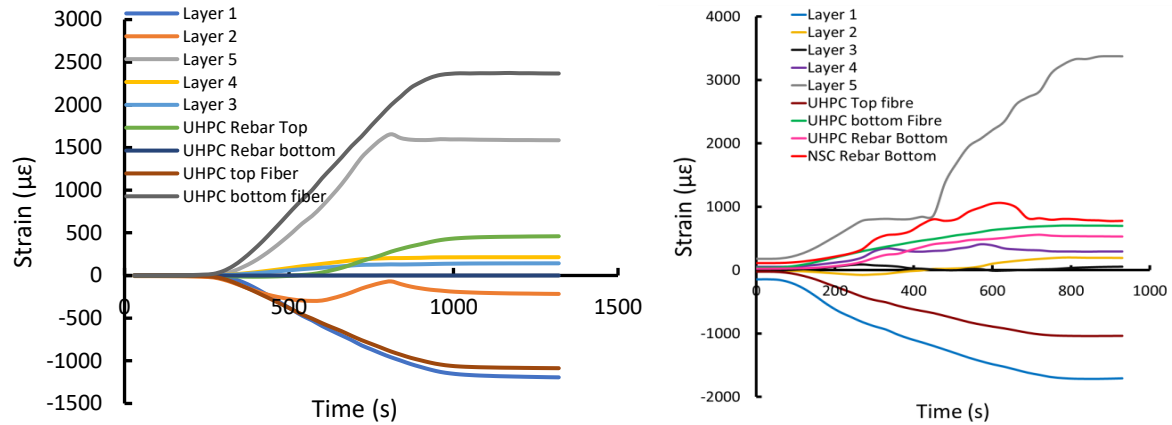 3000
2500
2000
1500
1000
500
0
-500
-1000
-1500
Strain (µε)
0
500
1000
1500
Time (s)
Layer 1
Layer 2
Layer 5
Layer 4
Layer 3
UHPC Rebar Top
UHPC Rebar bottom
UHPC top Fiber
UHPC bottom fiber
4000
3000
2000
1000
0
-1000
-2000
Strain (µε)
0
200
400
600
800
1000
Time (s)
Layer 1
Layer 2
Layer 3
Layer 4
Layer 5
UHPC Top fibre
UHPC bottom Fibre
UHPC Rebar Bottom
NSC Rebar Bottom